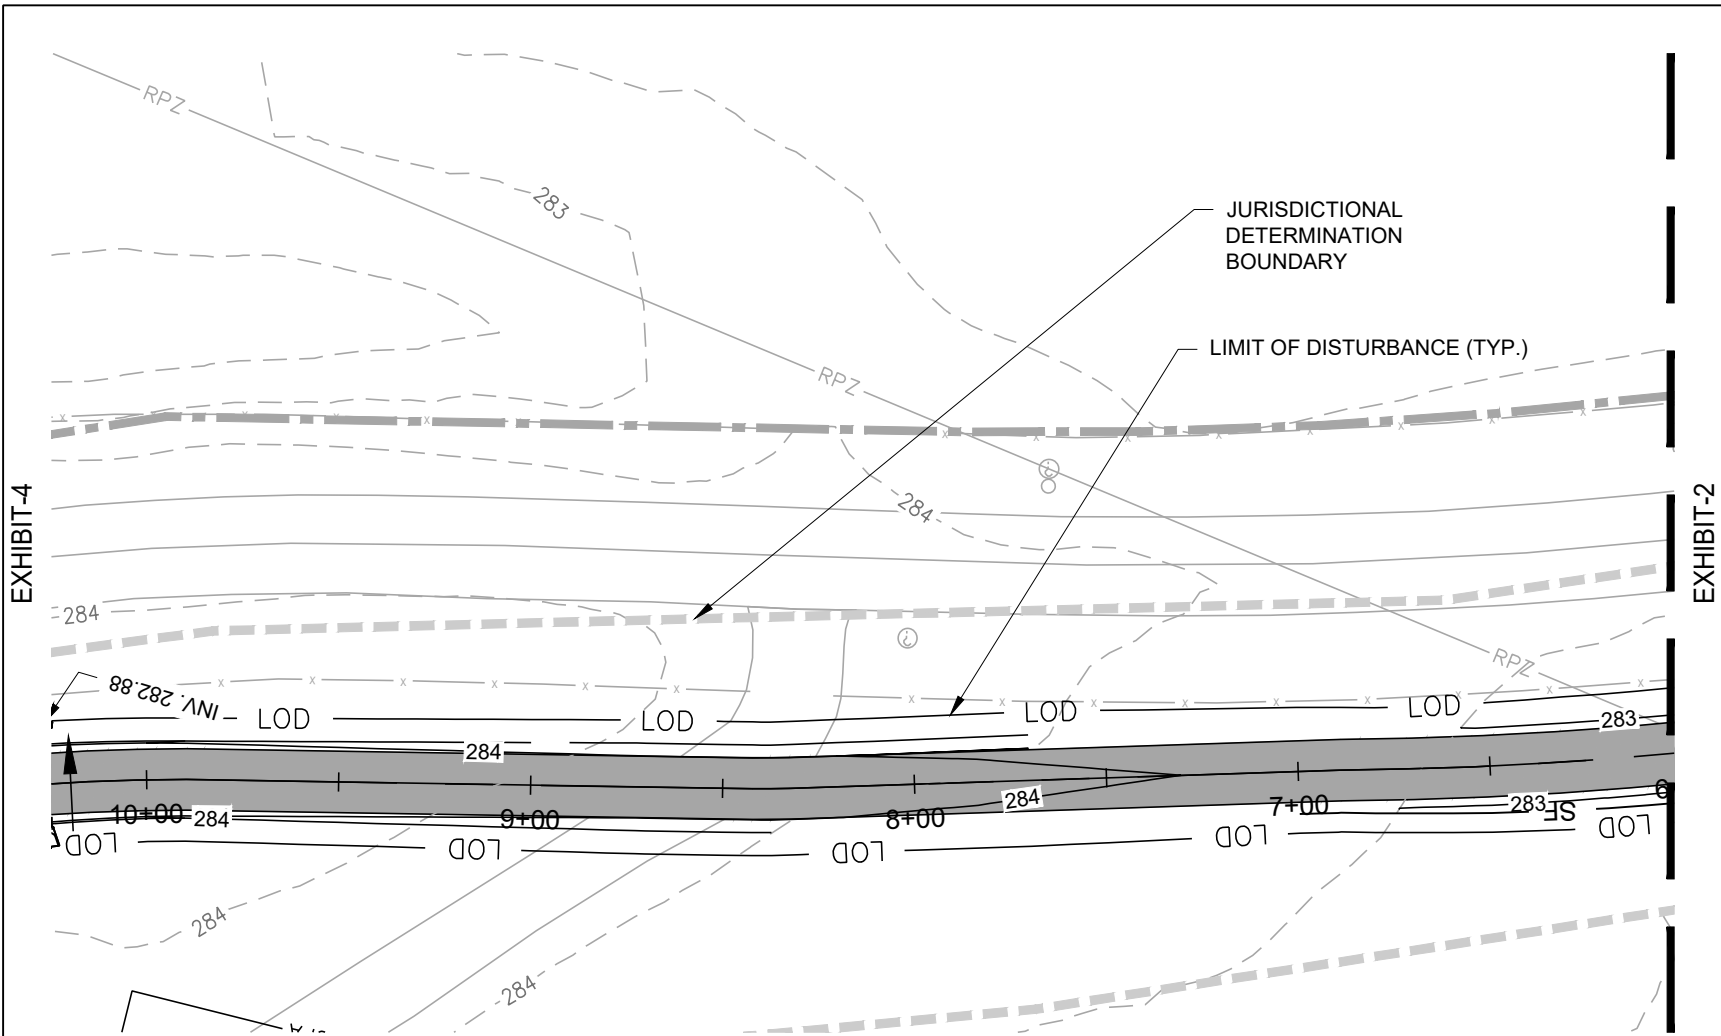 RPZ
283
JURISDICTIONAL
DETERMINATION
BOUNDARY
LIMIT OF DISTURBANCE (TYP.)
RPZ
EXHIBIT-4
EXHIBIT-2
284
284
RPZ
INV. 282.88
LOD
LOD
LOD
LOD
283
284
284
283
SE
10+00
284
9+00
8+00
7+00
LOD
LOD
LOD
LOD
LOD
284
284